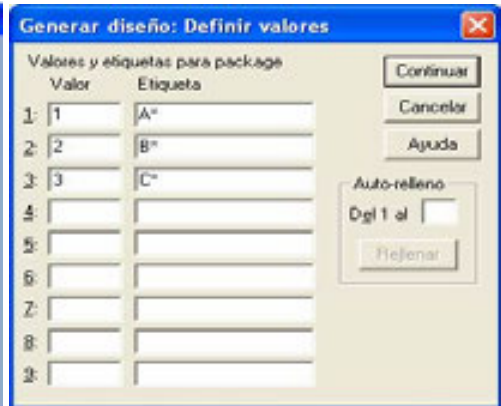 Generar diseño: Definir valores
Valores y etiquetas para package
Valor Etiqueta
1: 1 A*
2: 2 B*
3: 3 C*
4:
5:
6:
7:
8:
9:
Continuar
Cancelar
Ayuda
Auto-relleno
Del 1 al
Rellenar